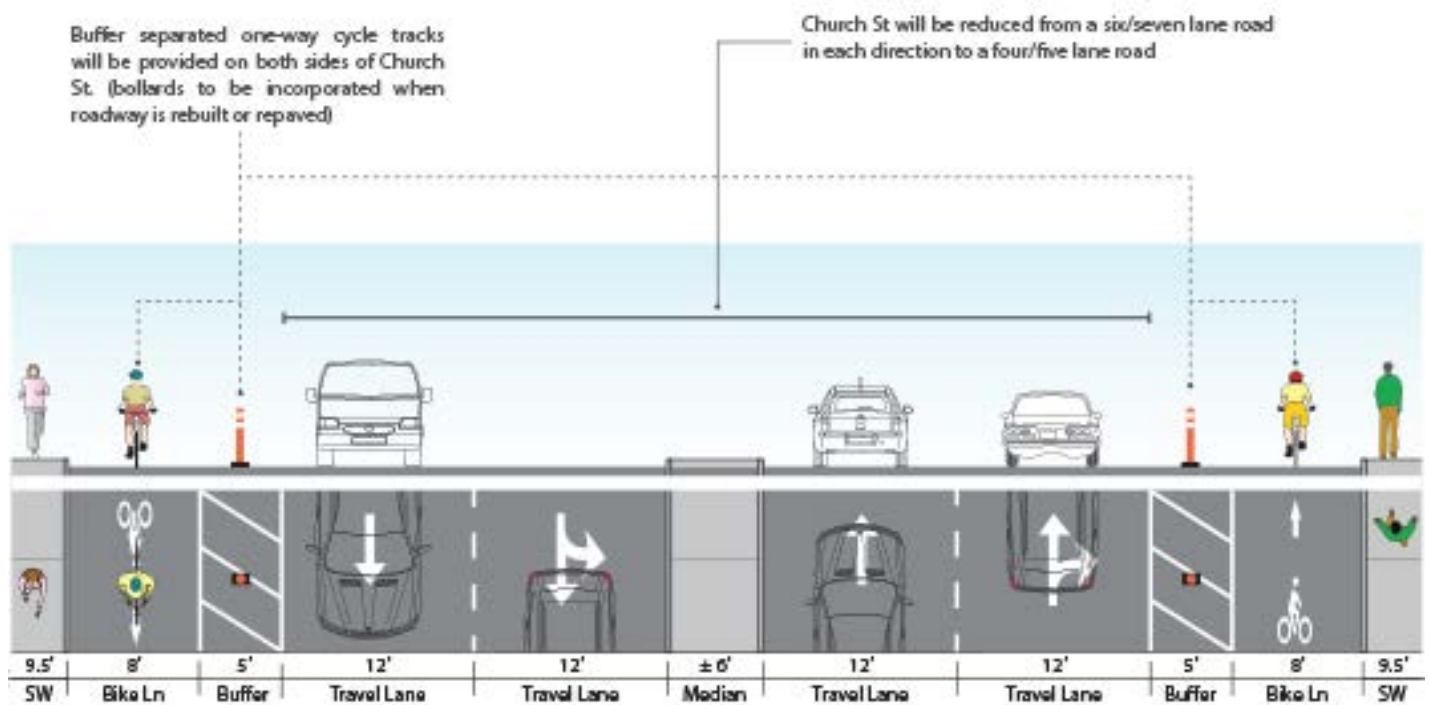 Buffer separated one-way cycle tracks
will be provided on both sides of Church
St. (bollards to be incorporated when
roadway is rebuilt or repaved)
Church St will be reduced from a six/seven lane road
in each direction to a four/five lane road
9.5' 8' 5' 12' 12' ± 6' 12' 12' 5' 8' 9.5'
SW Bike Ln Buffer Travel Lane Travel Lane Median Travel Lane Travel Lane Buffer Bike Ln SW